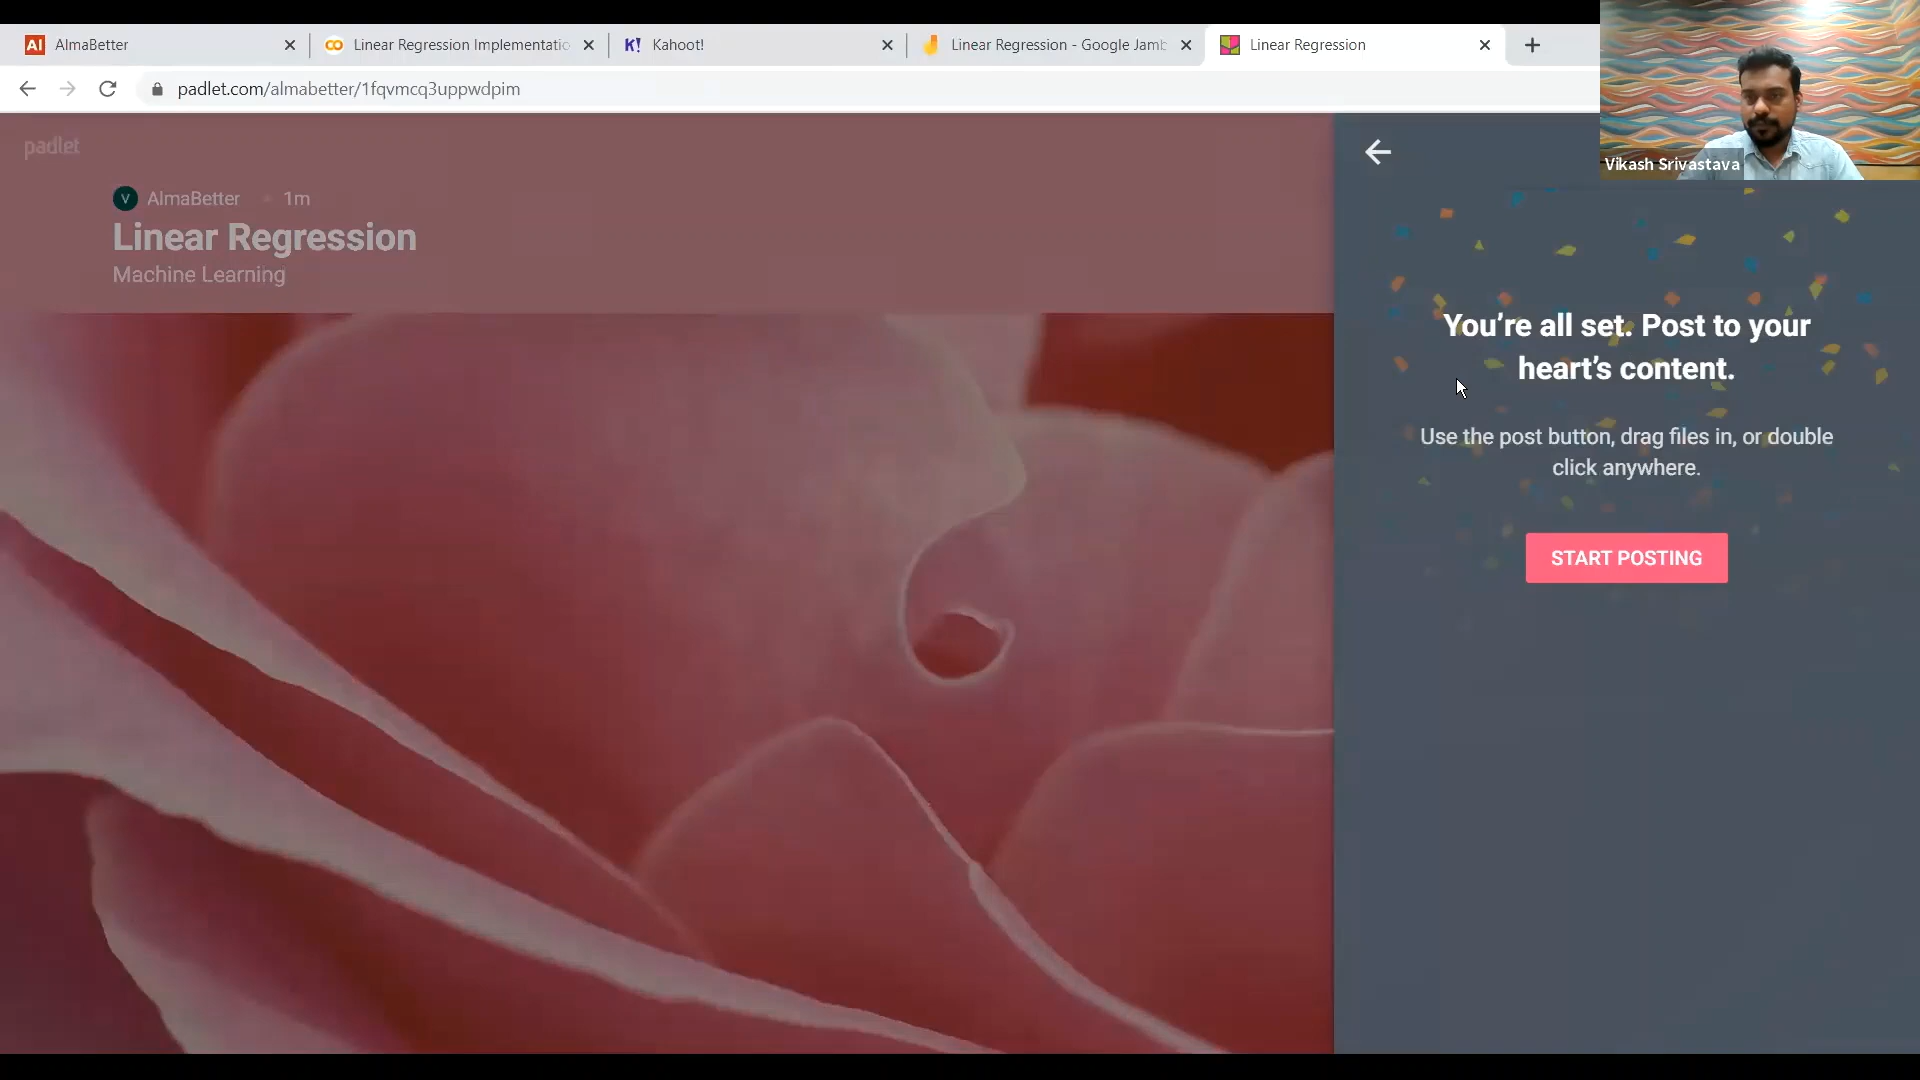 AlmaBetter
Linear Regression Implementatio
K! Kahoot!
Linear Regression - Google Jamb
Linear Regression
padlet.com/almabetter/1fqvmcq3uppwdpim
Vikash Srivastava
padlet
V AlmaBetter 1m
Linear Regression
Machine Learning
You're all set. Post to your
heart's content.
Use the post button, drag files in, or double
click anywhere.
START POSTING